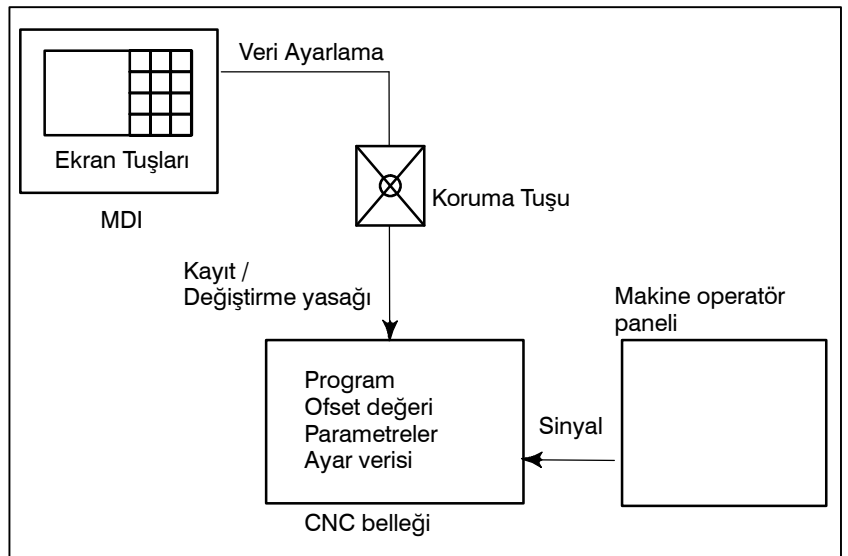 Veri Ayarlama
Ekran Tuşları
MDI
Koruma Tuşu
Kayıt /
Değiştirme yasağı
Makine operatör
paneli
Program
Ofset değeri
Parametreler
Ayar verisi
Sinyal
CNC belleği